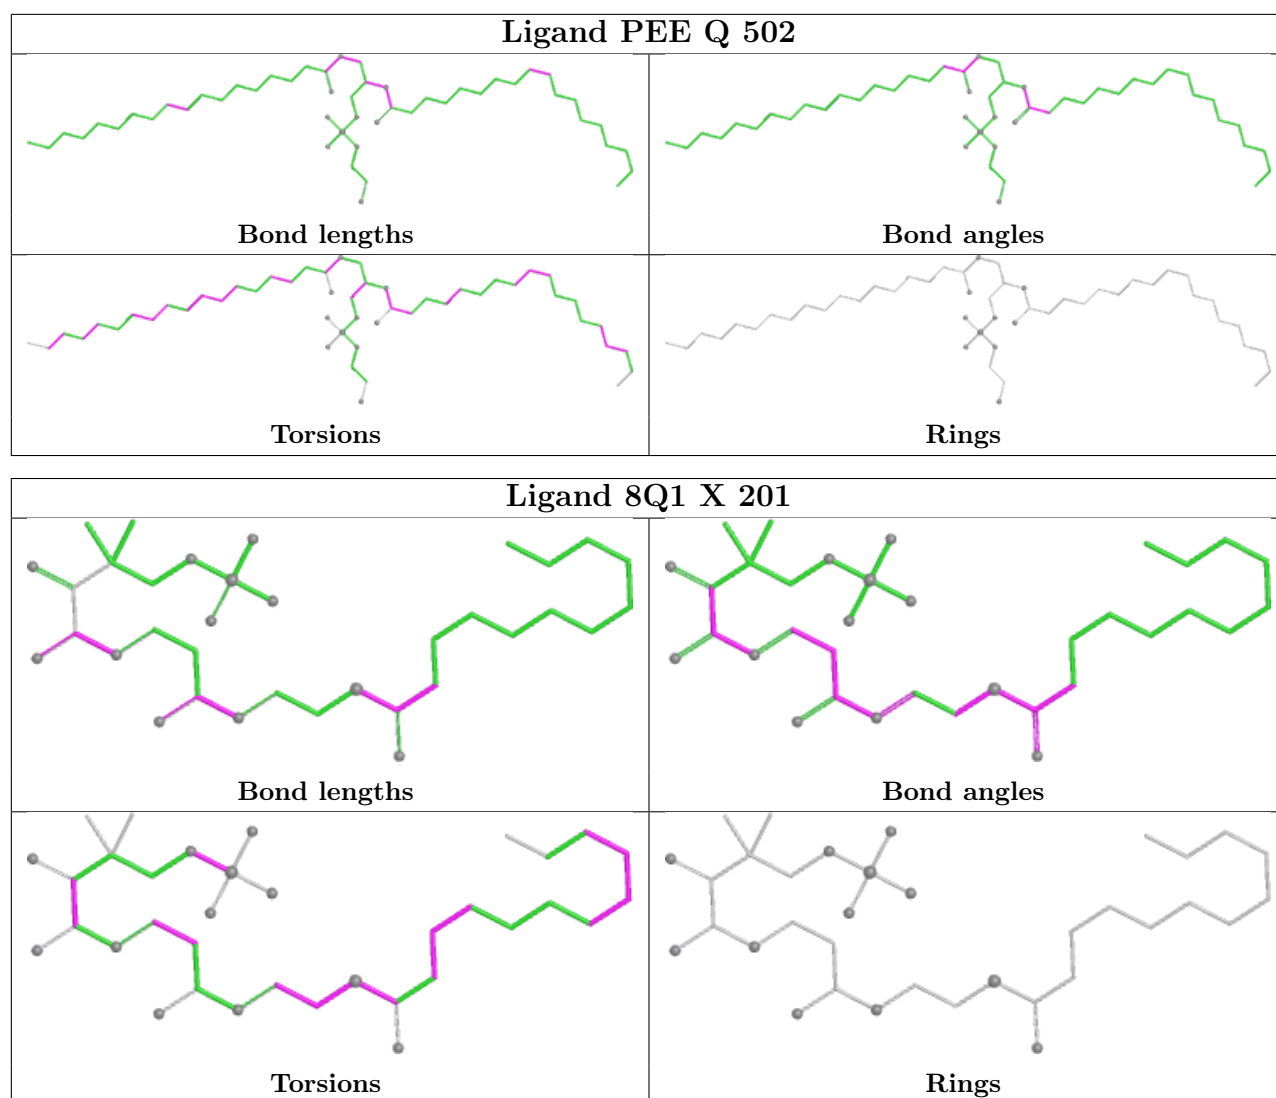 Ligand PEE Q 502
Bond lengths
Bond angles
Torsions
Rings
Ligand 8Q1 X 201
Bond lengths
Bond angles
Torsions
Rings